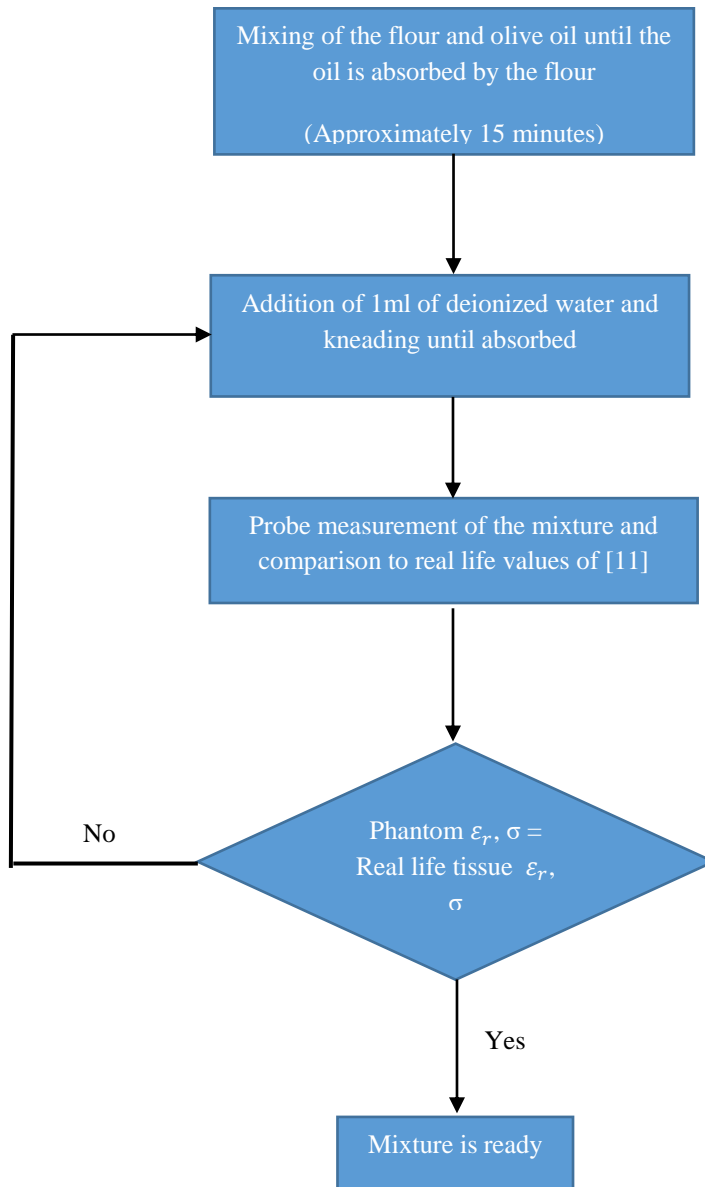 Mixing of the flour and olive oil until the
oil is absorbed by the flour
(Approximately 15 minutes)
Addition of 1ml of deionized water and
kneading until absorbed
Probe measurement of the mixture and
comparison to real life values of [11]
No
Phantom 𝜀𝑟, σ =
Real life tissue 𝜀𝑟,
σ
Yes
Mixture is ready